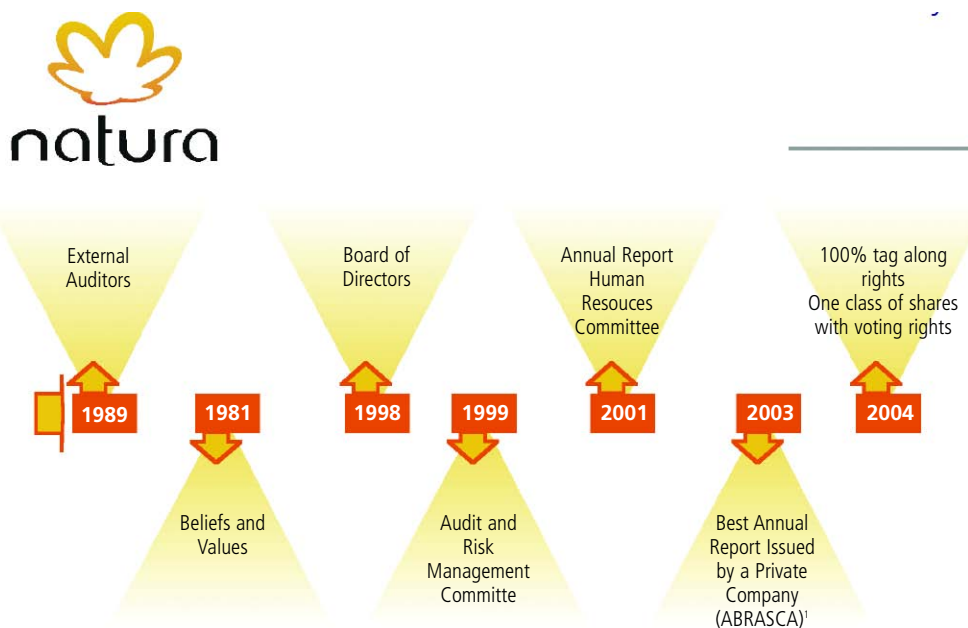 natura
External
Auditors
Board of
Directors
Annual Report
Human
Resouces
Committee
100% tag along
rights
One class of shares
with voting rights
1989
1981
1998
1999
2001
2003
2004
Beliefs and
Values
Audit and
Risk
Management
Committe
Best Annual
Report Issued
by a Private
Company
(ABRASCA)¹